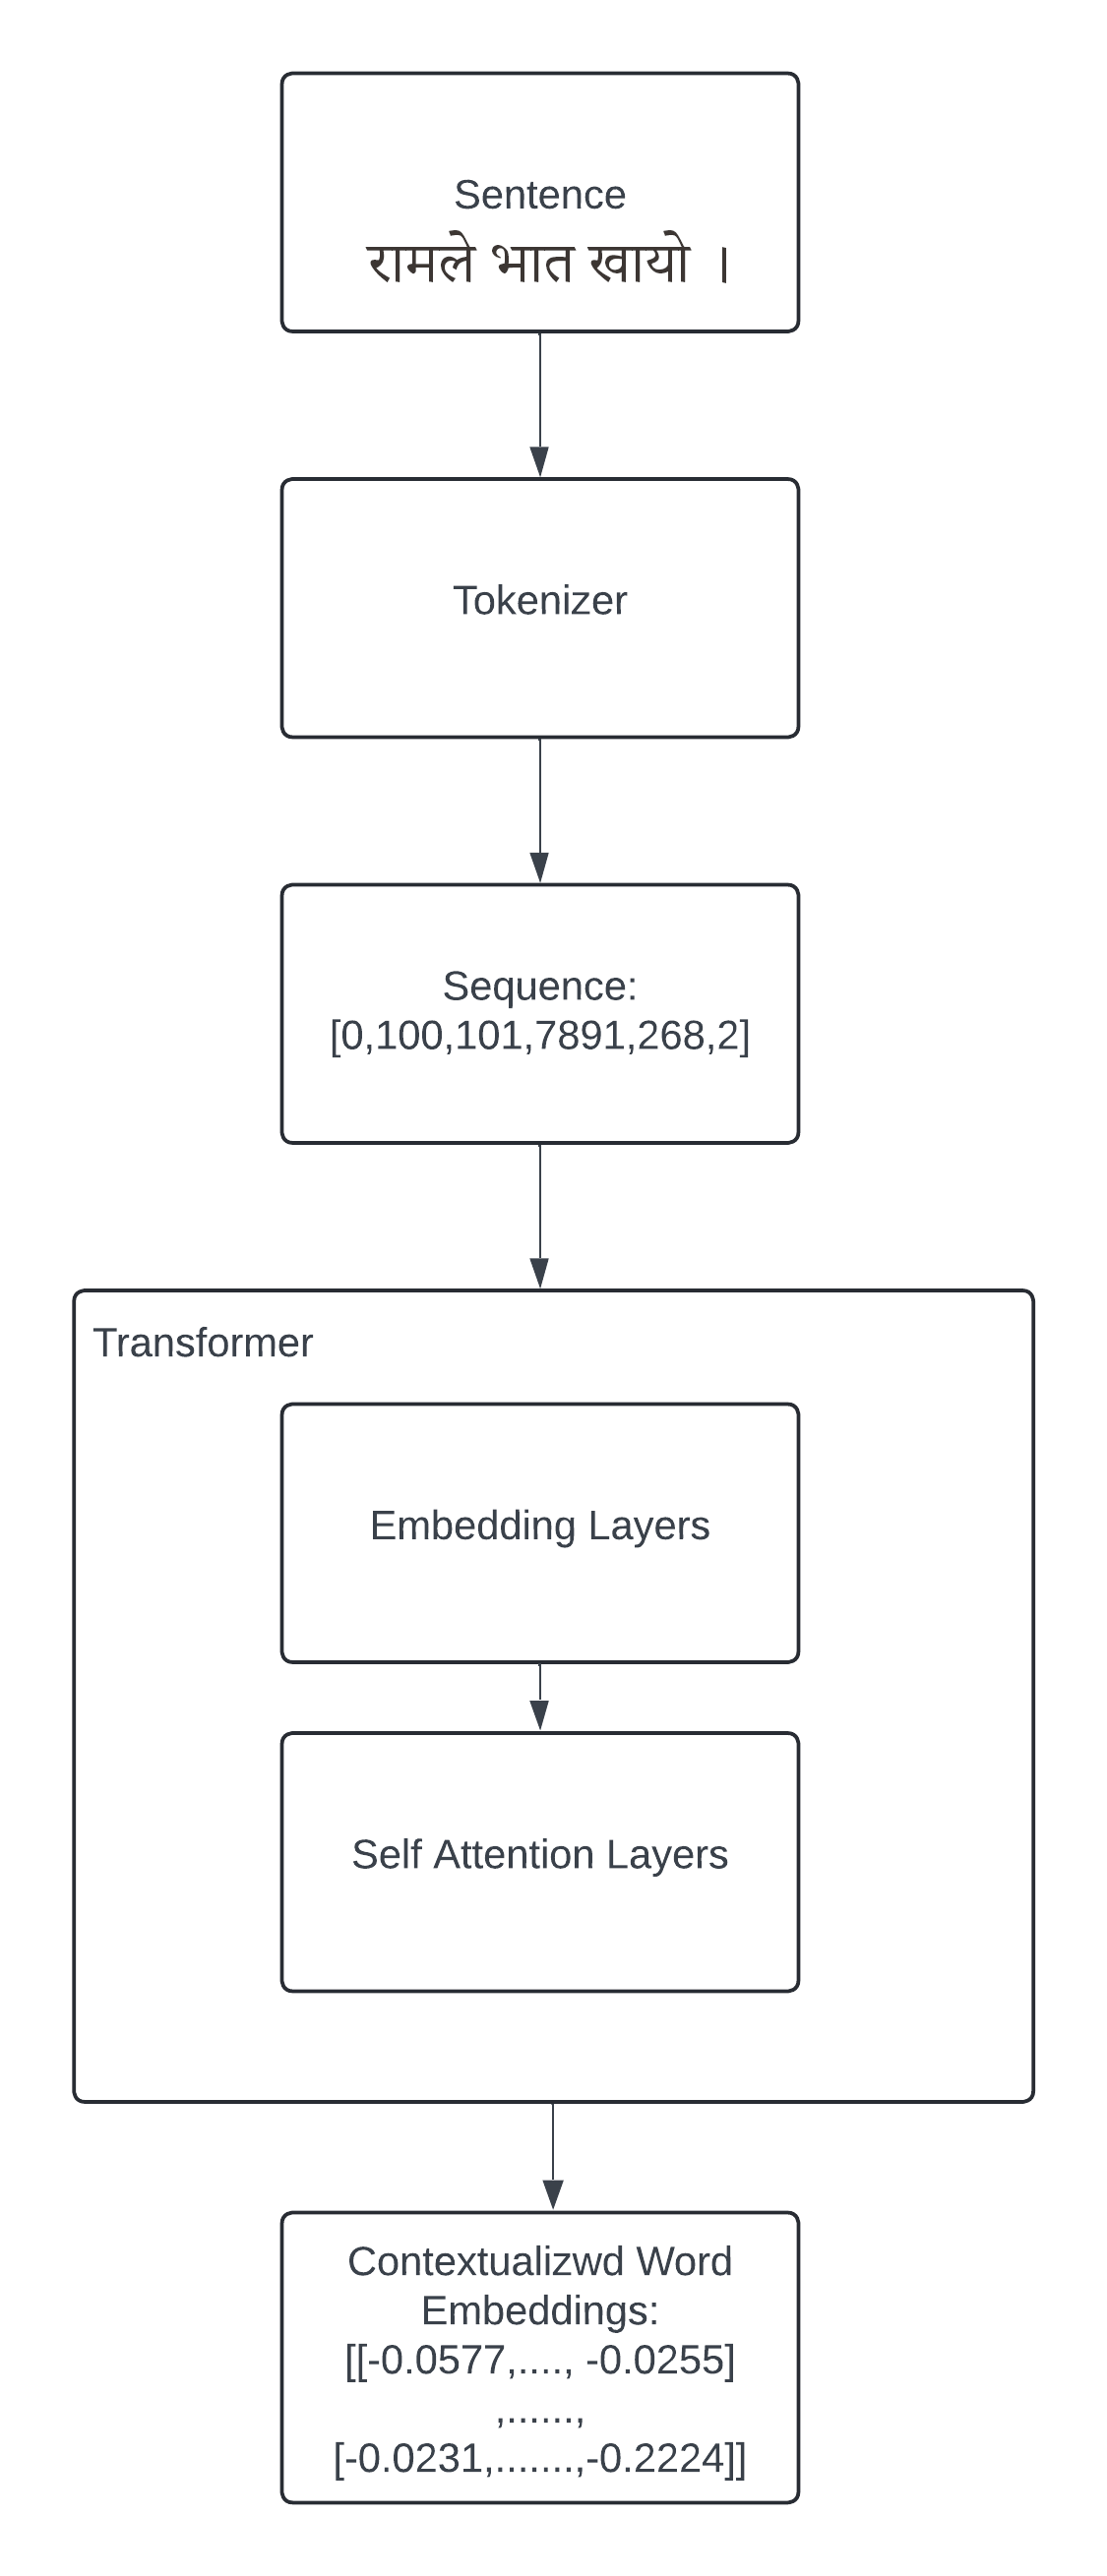 Sentence
रामले भात खायो ।
Tokenizer
Sequence:
[0,100,101,7891,268,2]
Transformer
Embedding Layers
Self Attention Layers
Contextualizwd Word
Embeddings:
[[-0.0577,...., -0.0255]
,......,
[-0.0231,.......,-0.2224]]